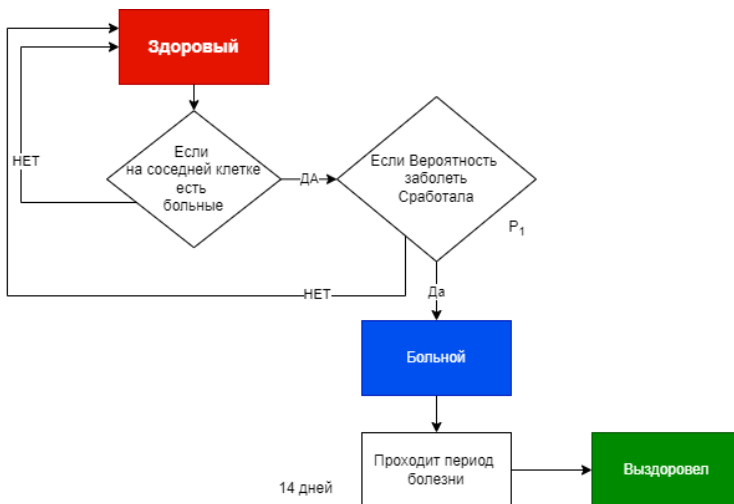 Здоровый
Если
на соседней клетке
есть
больные
НЕТ
ДА
Если Вероятность
заболеть
Сработала
P₁
НЕТ
Да
Больной
Проходит период
болезни
14 дней
Выздоровел